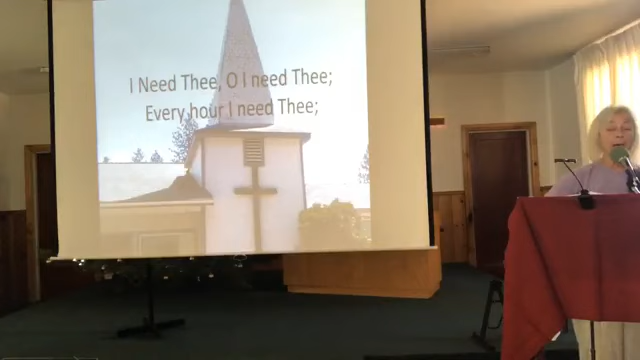 I Need Thee, O I need Thee;
Every hour I need Thee;